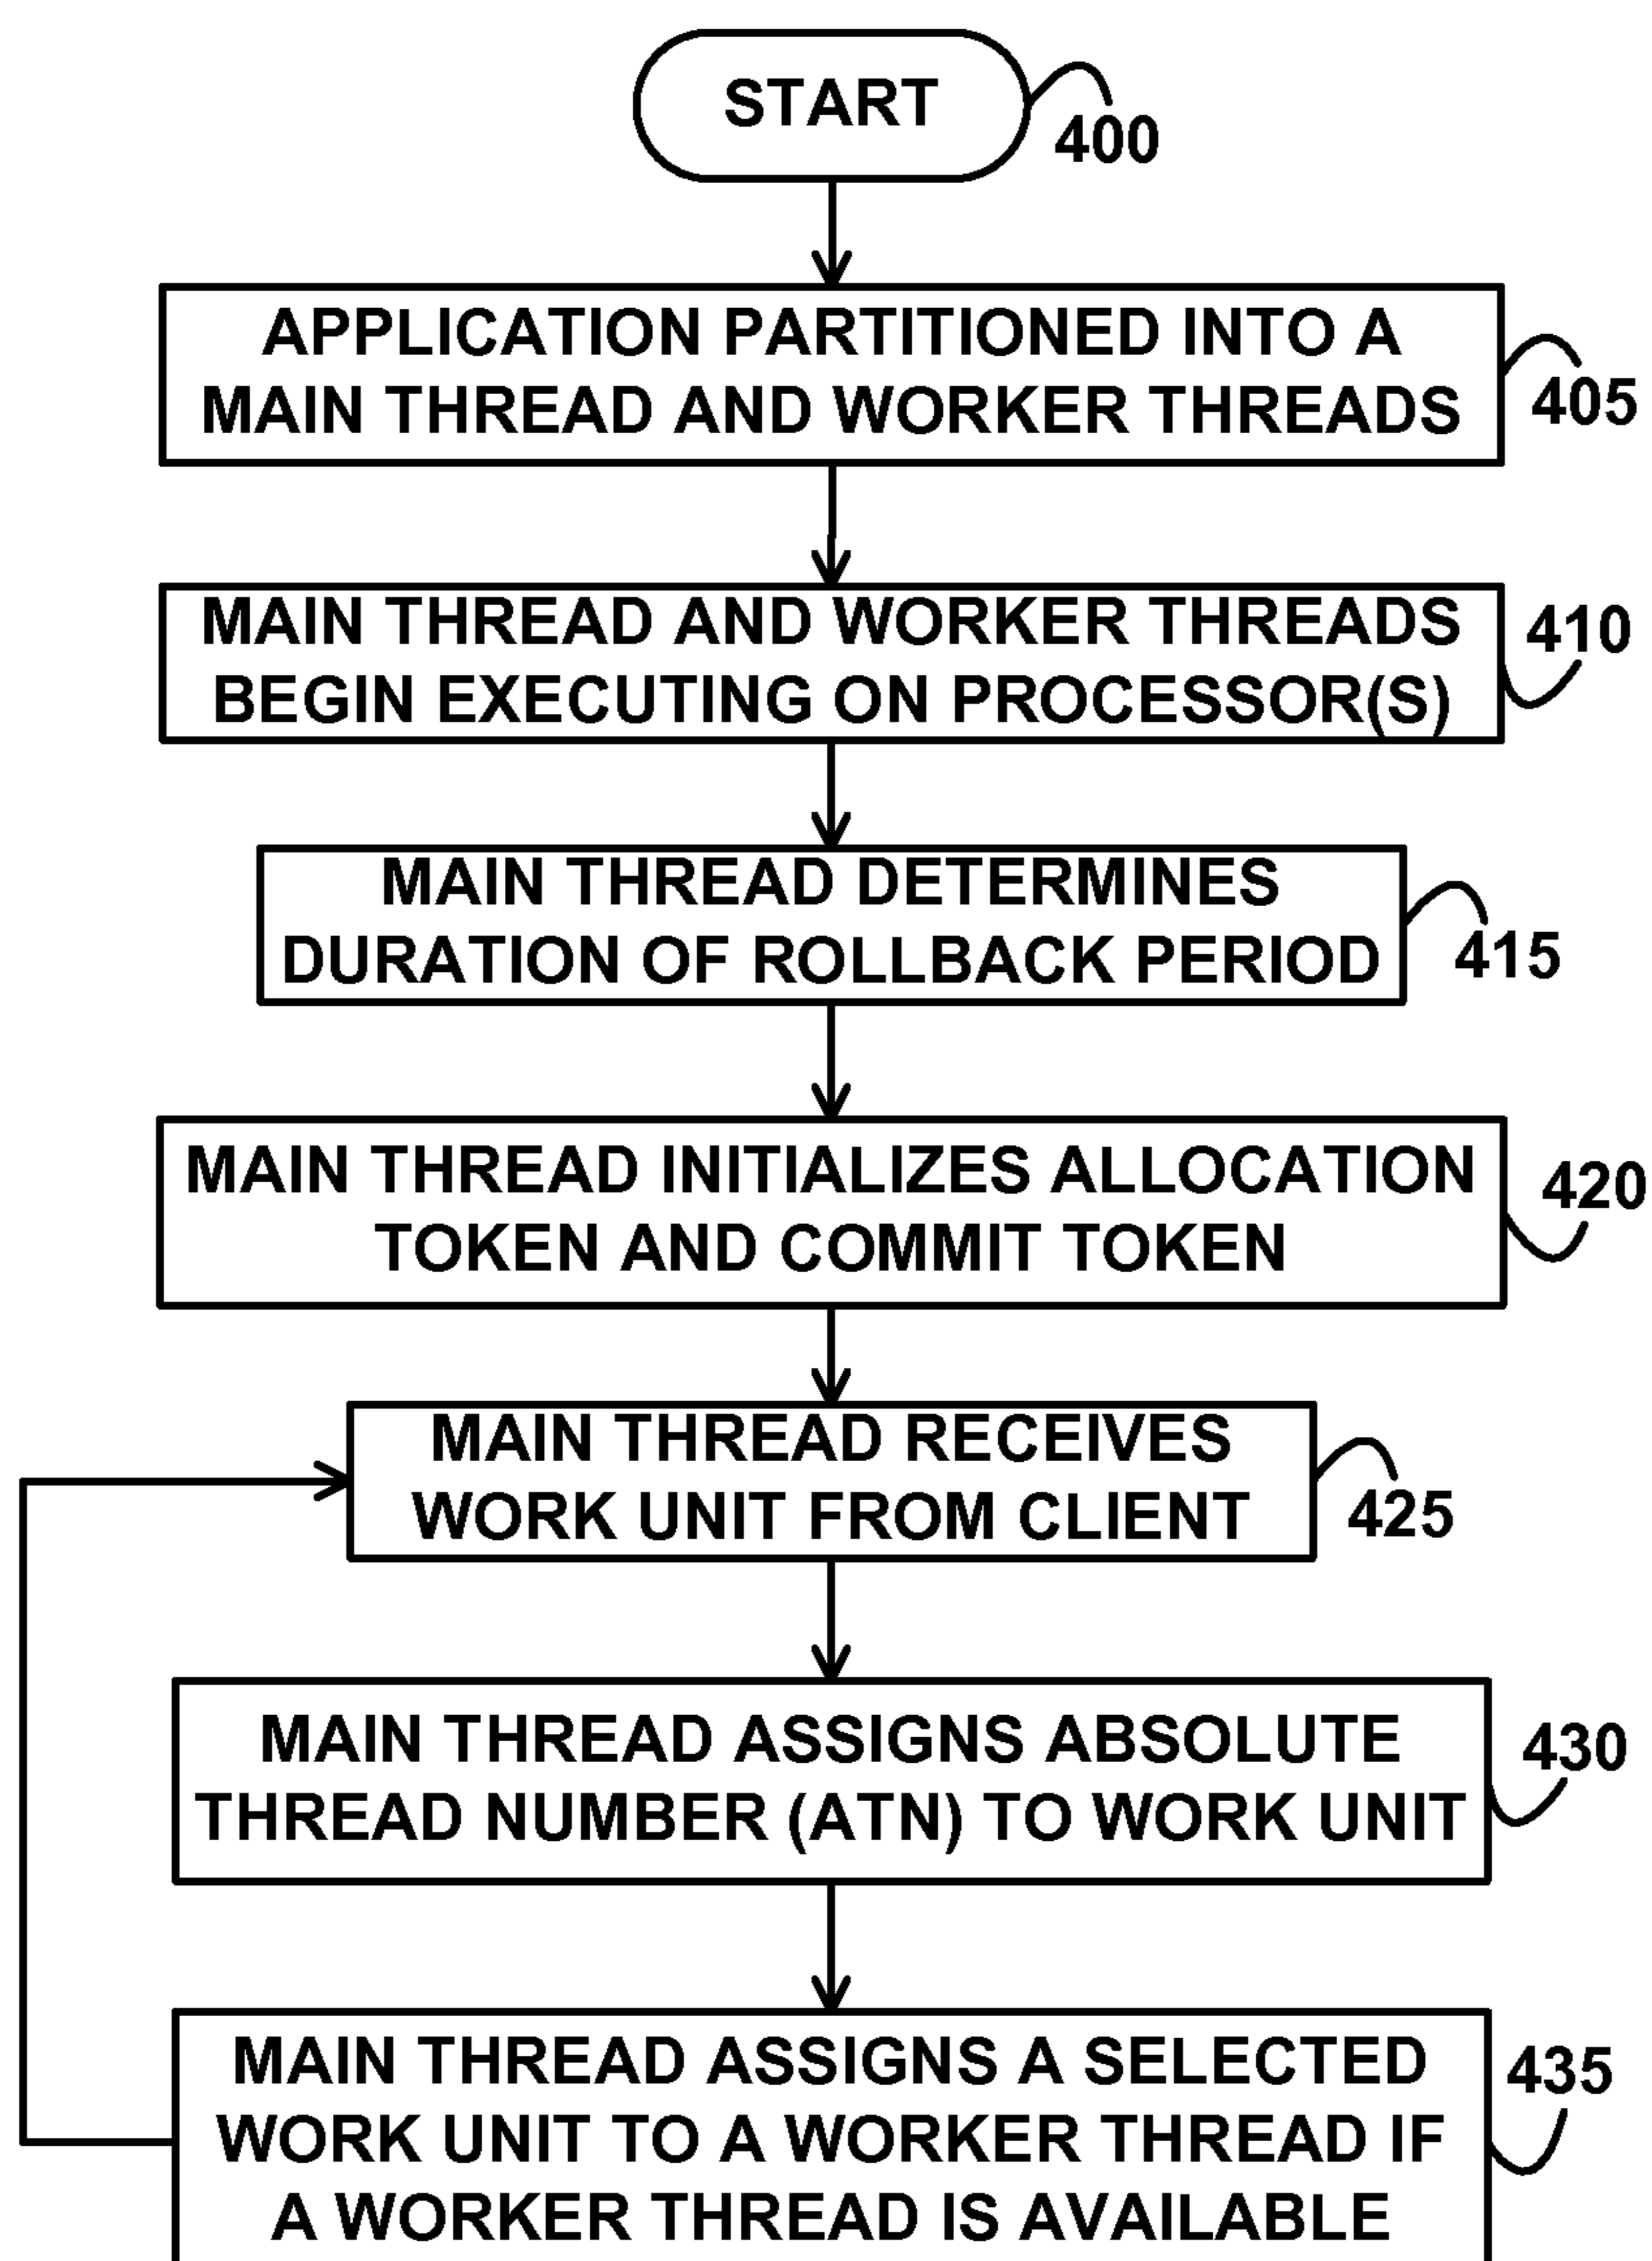 START
400
APPLICATION PARTITIONED INTO A
MAIN THREAD AND WORKER THREADS
405
MAIN THREAD AND WORKER THREADS
BEGIN EXECUTING ON PROCESSOR(S)
410
MAIN THREAD DETERMINES
DURATION OF ROLLBACK PERIOD
415
MAIN THREAD INITIALIZES ALLOCATION
TOKEN AND COMMIT TOKEN
420
MAIN THREAD RECEIVES
WORK UNIT FROM CLIENT
425
MAIN THREAD ASSIGNS ABSOLUTE
THREAD NUMBER (ATN) TO WORK UNIT
430
MAIN THREAD ASSIGNS A SELECTED
WORK UNIT TO A WORKER THREAD IF
A WORKER THREAD IS AVAILABLE
435